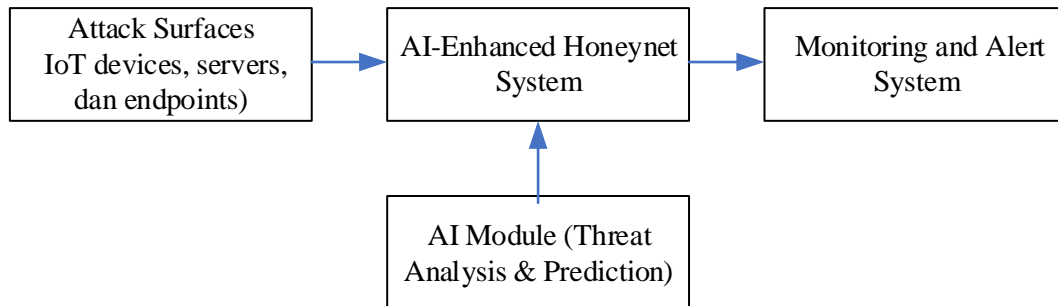 Attack Surfaces
IoT devices, servers,
dan endpoints)
AI-Enhanced Honeynet
System
Monitoring and Alert
System
AI Module (Threat
Analysis & Prediction)